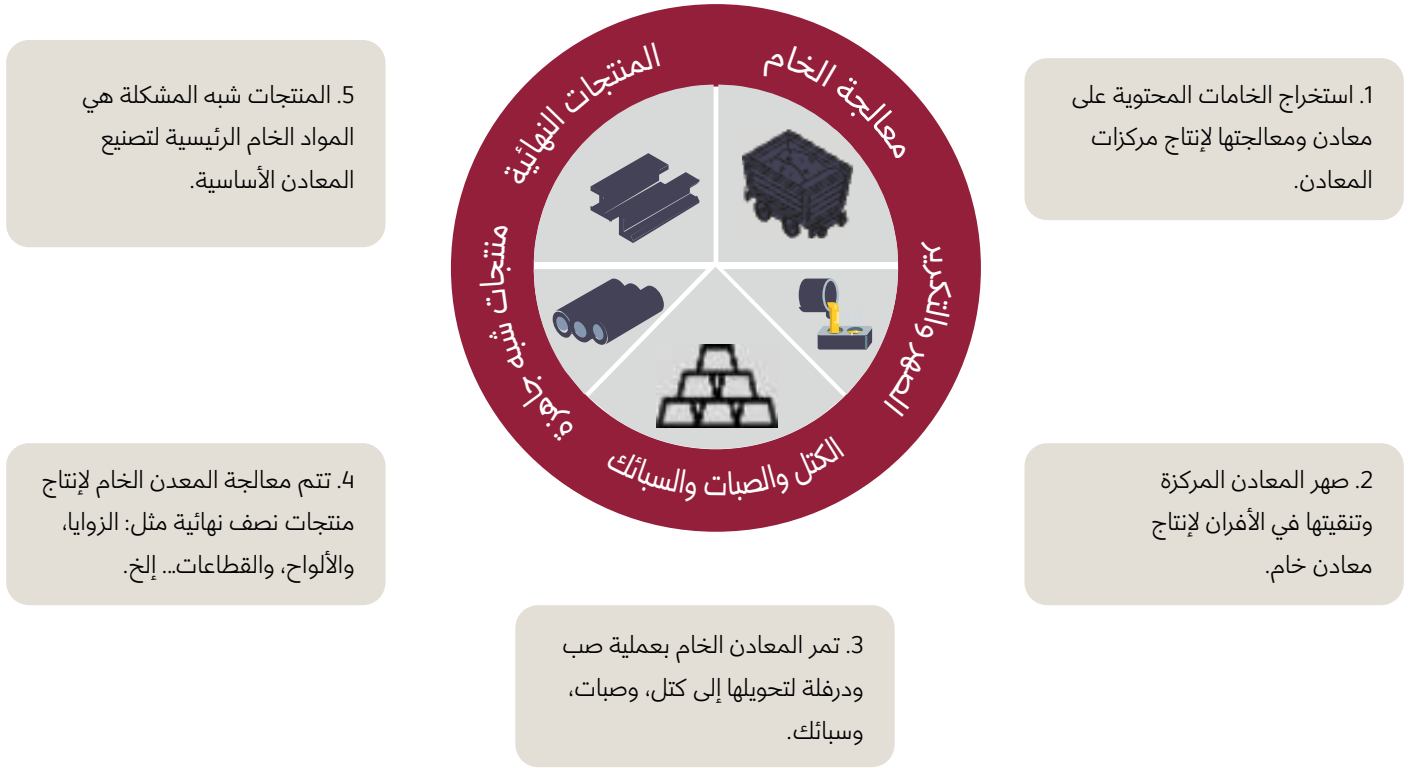 معالجة الخام
الصهر والتكرير
الكتل والصبات والسبائك
منتجات شبه جاهزة
المنتجات النهائية
1. استخراج الخامات المحتوية على
معادن ومعالجتها لإنتاج مركزات
المعادن.
2. صهر المعادن المركزة
وتنقيتها في الأفران لإنتاج
معادن خام.
3. تمر المعادن الخام بعملية صب
ودرفلة لتحويلها إلى كتل، وصبات،
وسبائك.
4. تتم معالجة المعدن الخام لإنتاج
منتجات نصف نهائية مثل: الزوايا،
والألواح، والقطاعات... إلخ.
5. المنتجات شبه المشكلة هي
المواد الخام الرئيسية لتصنيع
المعادن الأساسية.